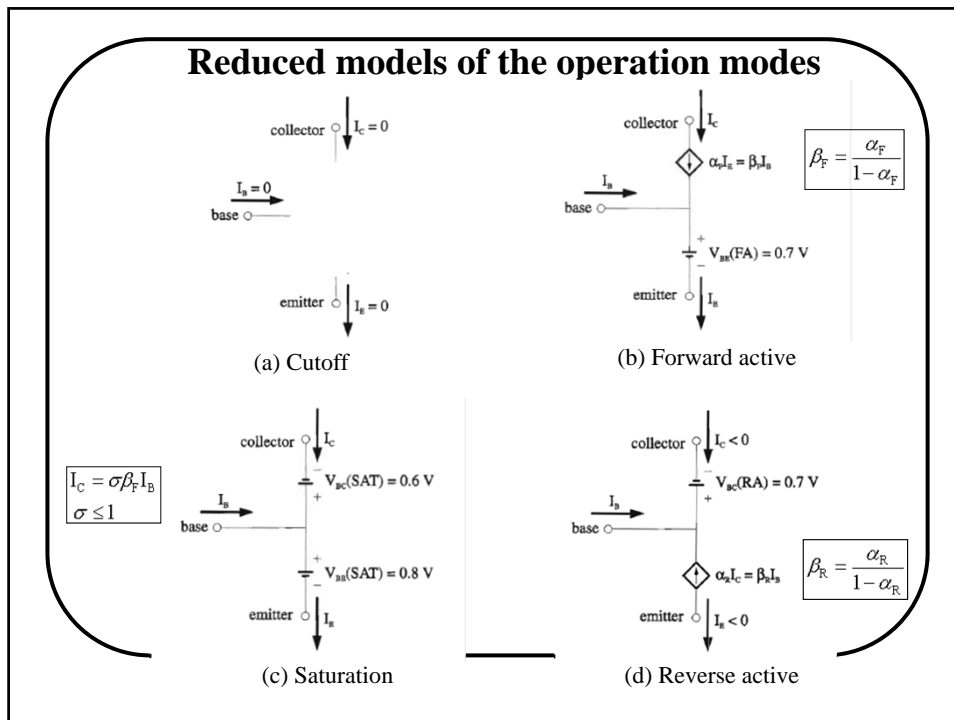 Reduced models of the operation modes
collector
I_C = 0
I_B = 0
base
emitter
I_E = 0
(a) Cutoff
collector
I_C
α_F I_E = β_F I_B
I_B
base
+
V_BE(FA) = 0.7 V
−
emitter
I_E
β_F = α_F / (1 − α_F)
(b) Forward active
collector
I_C
−
V_BC(SAT) = 0.6 V
+
I_B
base
+
V_BE(SAT) = 0.8 V
−
emitter
I_E
I_C = σβ_F I_B
σ ≤ 1
(c) Saturation
collector
I_C < 0
−
V_BC(RA) = 0.7 V
+
I_B
base
α_R I_C = β_R I_B
emitter
I_E < 0
β_R = α_R / (1 − α_R)
(d) Reverse active